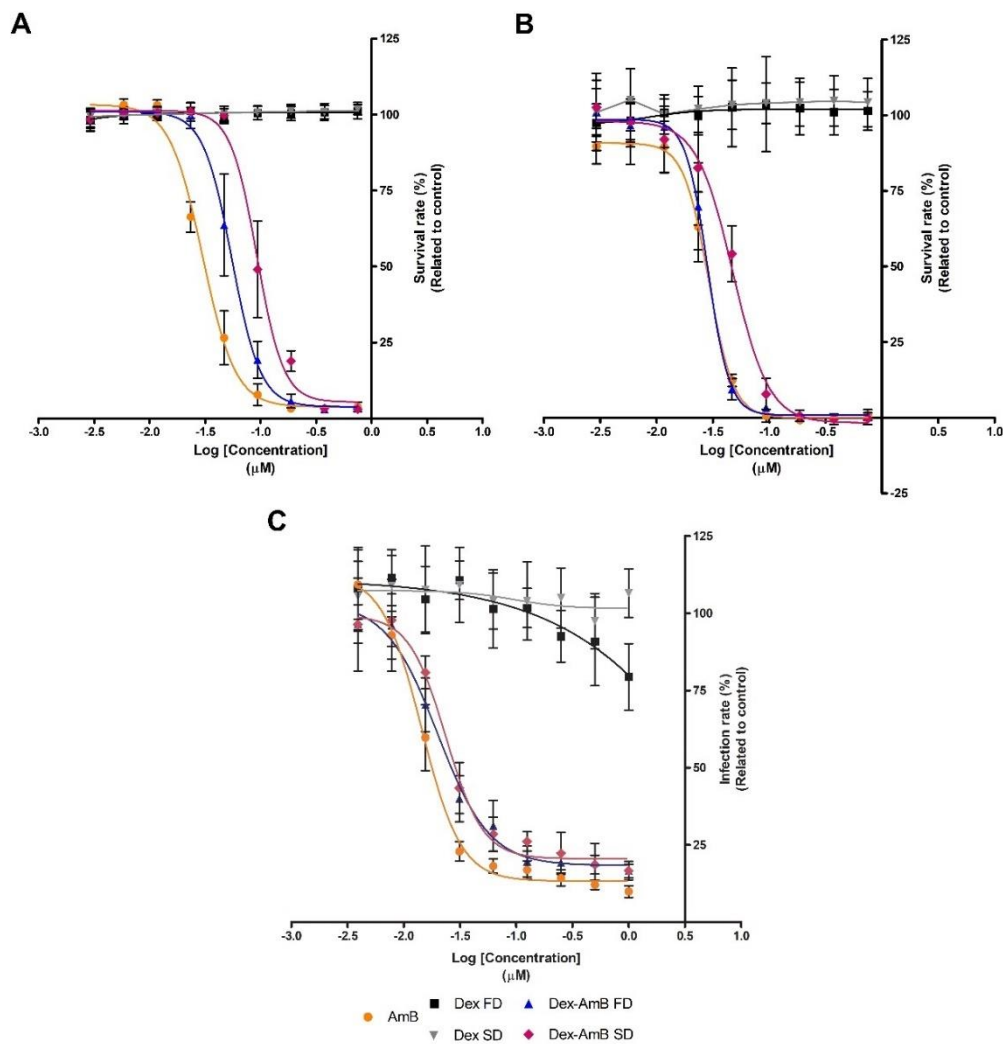 A
125
100
75
50
25
Survival rate (%)
(Related to control)
-3.0 -2.5 -2.0 -1.5 -1.0 -0.5 0.0 0.5 1.0
Log [Concentration]
(μM)
B
125
100
75
50
25
-25
Survival rate (%)
(Related to control)
-3.0 -2.5 -2.0 -1.5 -1.0 -0.5 0.5 1.0
Log [Concentration]
(μM)
C
125
100
75
50
25
Infection rate (%)
(Related to control)
-3.0 -2.5 -2.0 -1.5 -1.0 -0.5 0.0 0.5 1.0
Log [Concentration]
(μM)
AmB
Dex FD Dex-AmB FD
Dex SD Dex-AmB SD